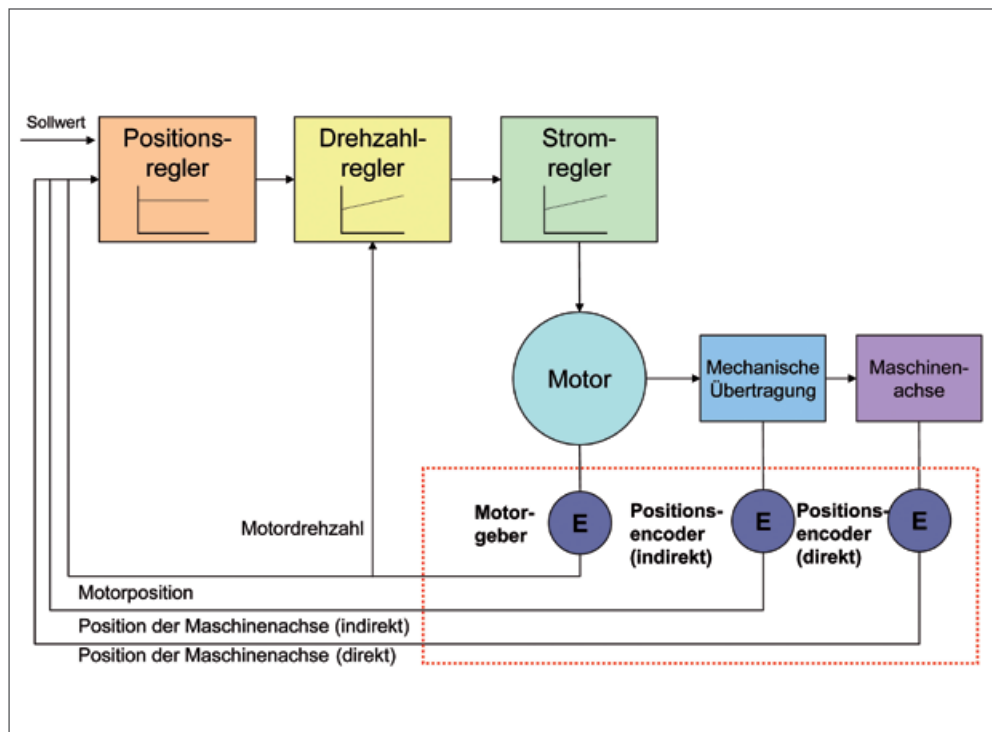 Sollwert
Positions-
regler
Drehzahl-
regler
Strom-
regler
Motor
Mechanische
Übertragung
Maschinen-
achse
Motordrehzahl
Motor-
geber
E
Positions-
encoder
(indirekt)
E
Positions-
encoder
(direkt)
E
Motorposition
Position der Maschinenachse (indirekt)
Position der Maschinenachse (direkt)